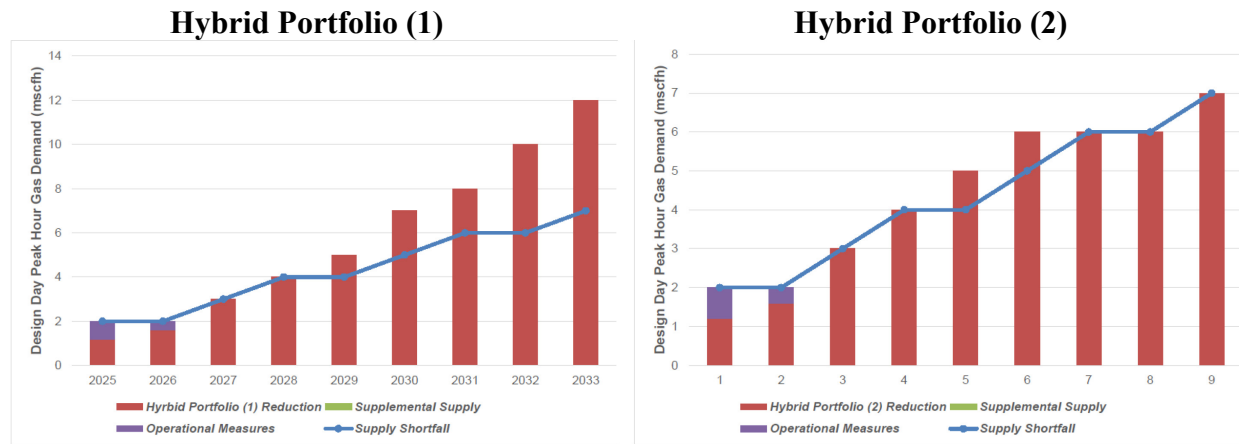 Hybrid Portfolio (1)
Design Day Peak Hour Gas Demand (mscfh)
14
12
10
8
6
4
2
0
2025 2026 2027 2028 2029 2030 2031 2032 2033
Hyrbid Portfolio (1) Reduction Supplemental Supply
Operational Measures Supply Shortfall
Hybrid Portfolio (2)
Design Day Peak Hour Gas Demand (mscfh)
8
7
6
5
4
3
2
1
0
1 2 3 4 5 6 7 8 9
Hybrid Portfolio (2) Reduction Supplemental Supply
Operational Measures Supply Shortfall